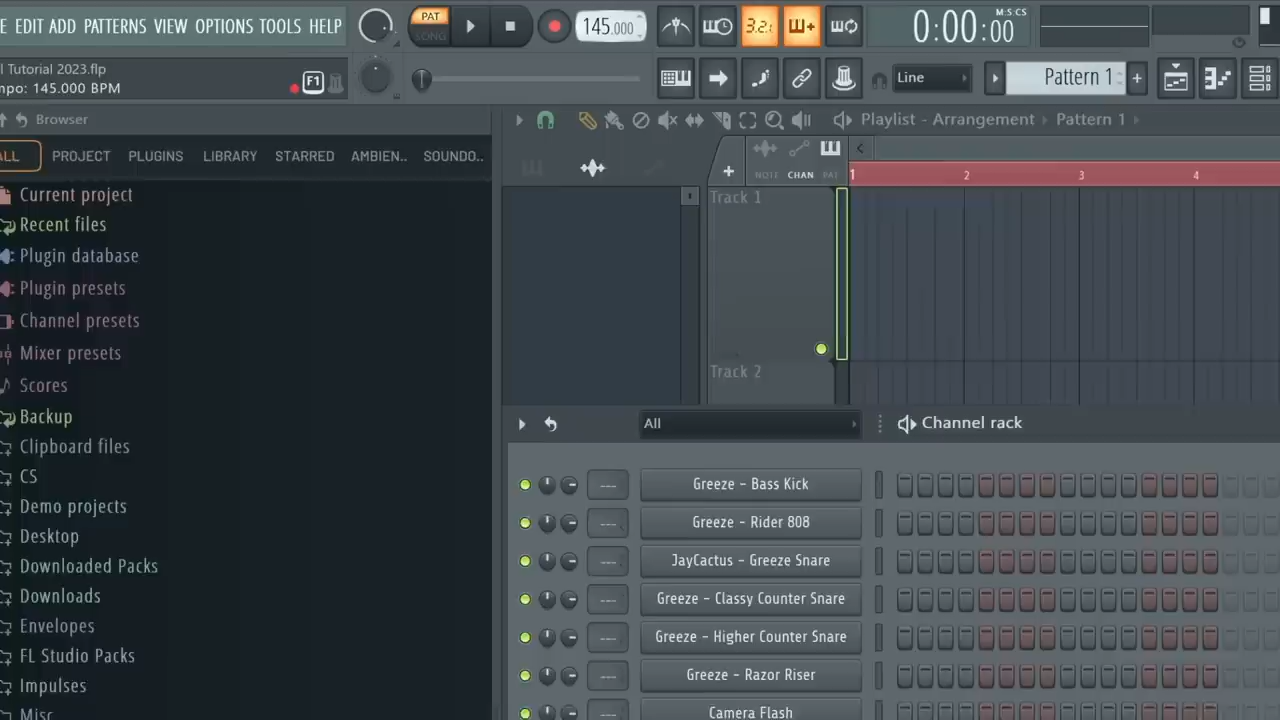 E EDIT ADD PATTERNS VIEW OPTIONS TOOLS HELP
PAT
SONG
145.000
3.2:
0:00:00
M:S:CS
l Tutorial 2023.flp
mpo: 145.000 BPM
F1
Line
Pattern 1
+
Browser
Playlist - Arrangement › Pattern 1 ›
ALL PROJECT PLUGINS LIBRARY STARRED AMBIEN.. SOUNDO..
NOTE CHAN PAT
+
1 2 3 4
Current project
Recent files
Plugin database
Plugin presets
Channel presets
Mixer presets
Scores
Backup
Clipboard files
CS
Demo projects
Desktop
Downloaded Packs
Downloads
Envelopes
FL Studio Packs
Impulses
Misc
Track 1
Track 2
All
Channel rack
--- Greeze - Bass Kick
--- Greeze - Rider 808
--- JayCactus - Greeze Snare
--- Greeze - Classy Counter Snare
--- Greeze - Higher Counter Snare
--- Greeze - Razor Riser
Camera Flash